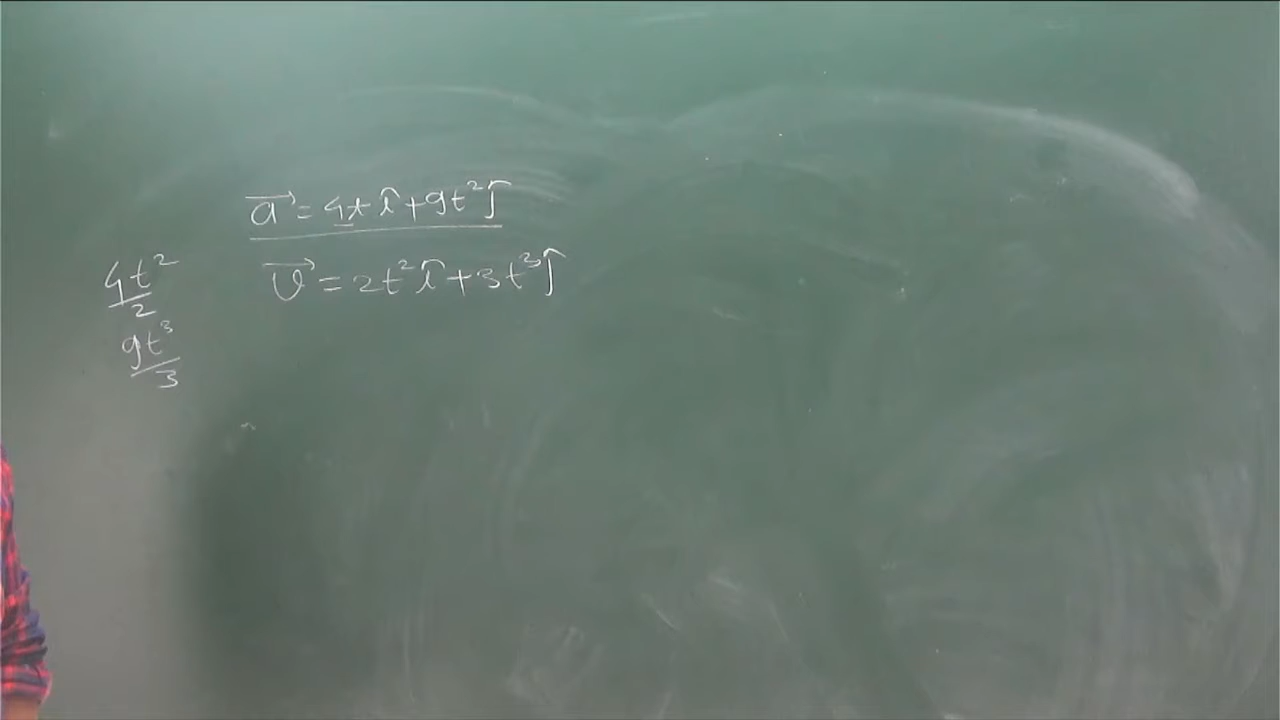 a⃗ = 4t î + 9t² ĵ
v⃗ = 2t² î + 3t³ ĵ
4t²/2
9t³/3